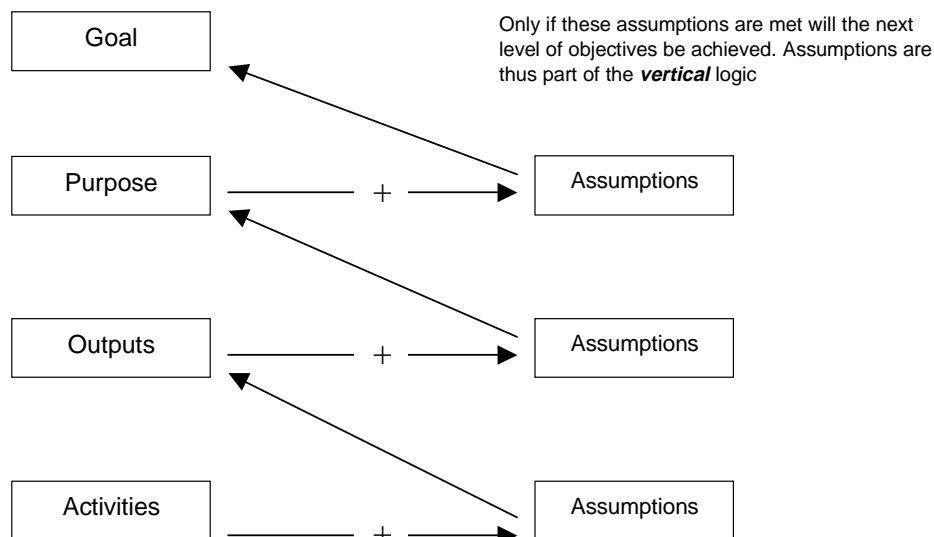 Goal
Only if these assumptions are met will the next
level of objectives be achieved. Assumptions are
thus part of the vertical logic
Purpose
+
Assumptions
Outputs
+
Assumptions
Activities
+
Assumptions